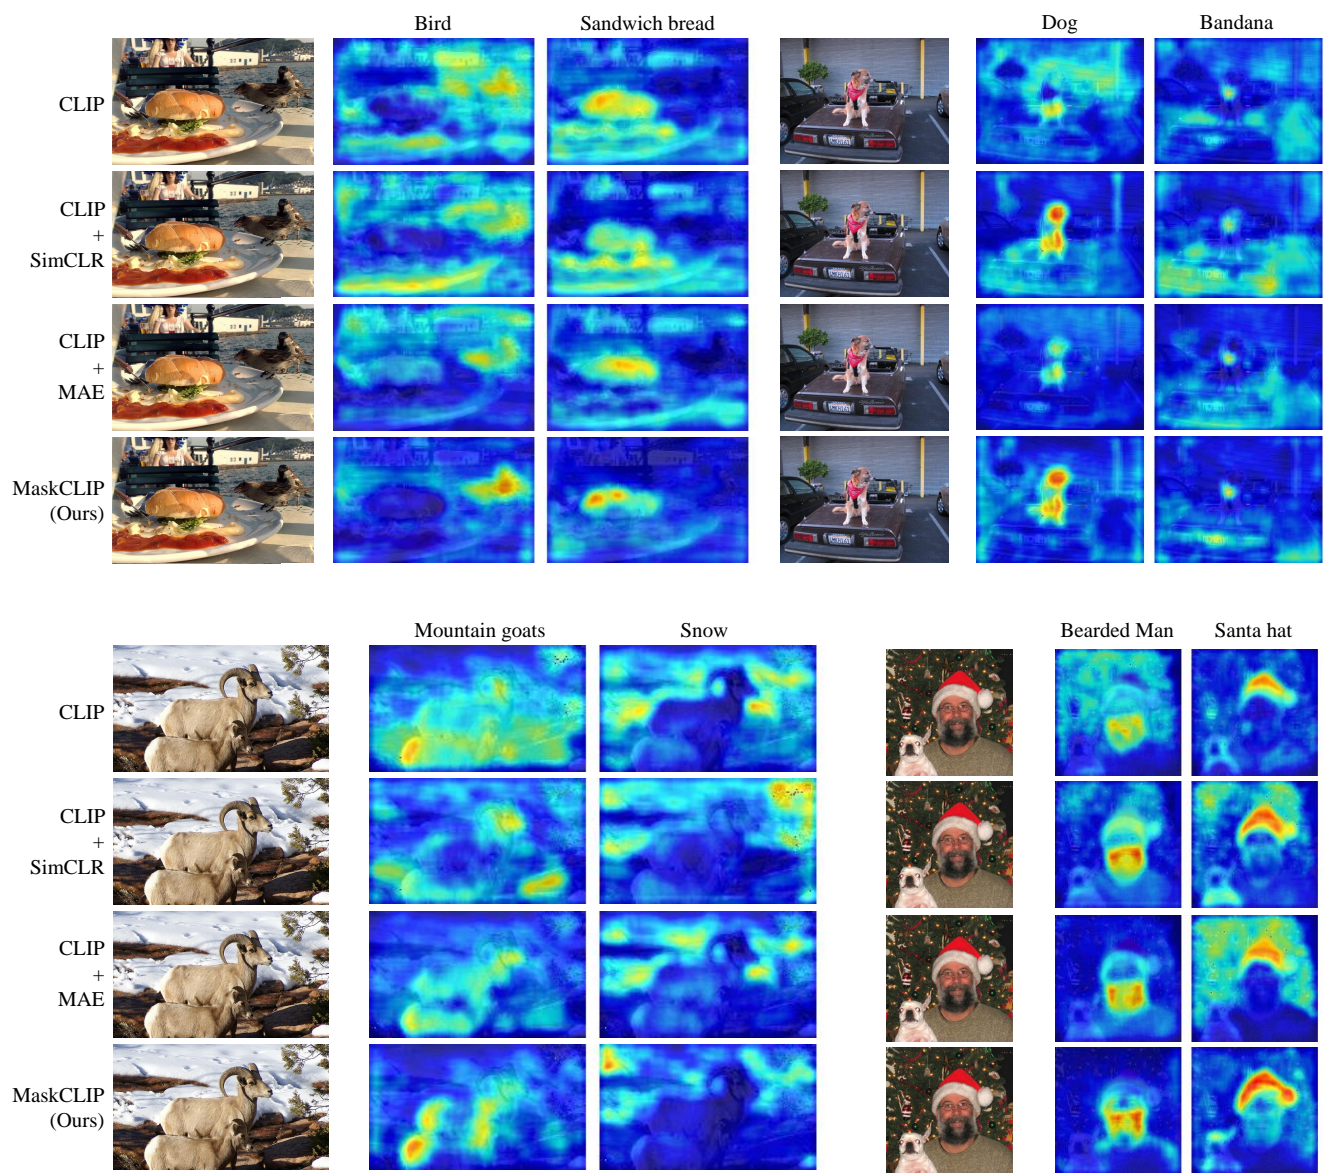 Bird Sandwich bread Dog Bandana
CLIP
CLIP
+
SimCLR
CLIP
+
MAE
MaskCLIP
(Ours)
Mountain goats Snow Bearded Man Santa hat
CLIP
CLIP
+
SimCLR
CLIP
+
MAE
MaskCLIP
(Ours)